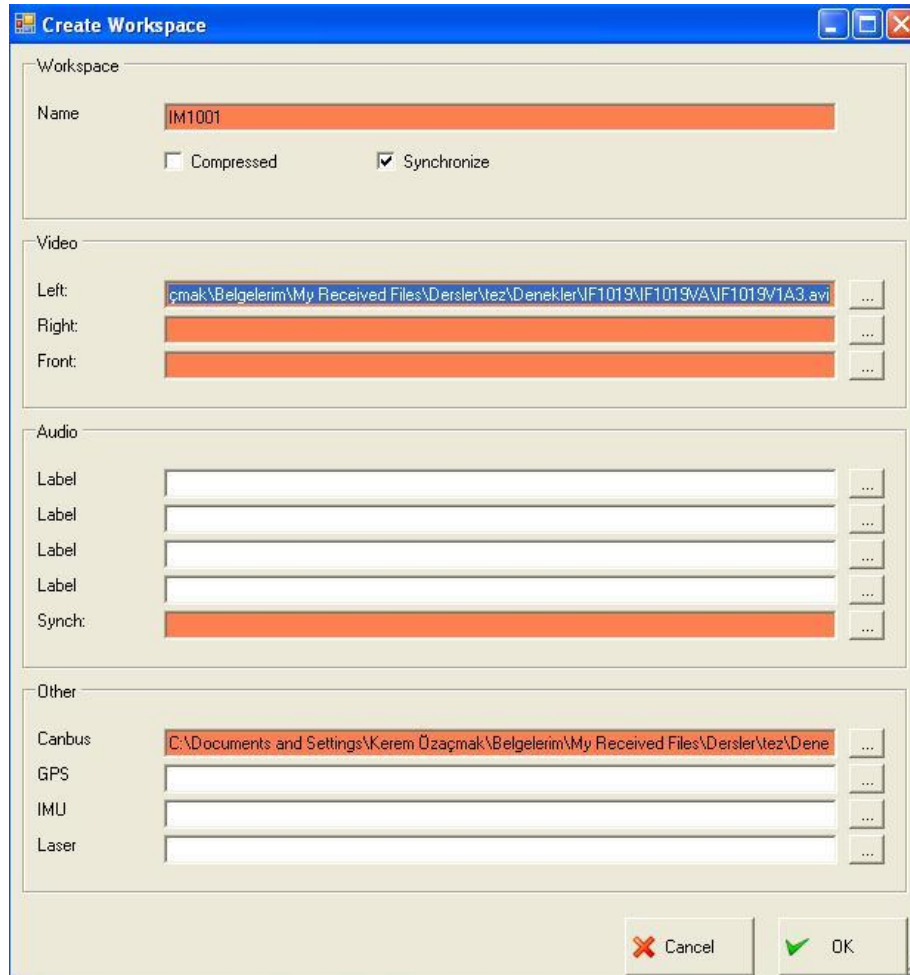 Create Workspace
Workspace
Name IM1001
Compressed Synchronize
Video
Left: çmak\Belgelerim\My Received Files\Dersler\tez\Denekler\IF1019\IF1019VA\IF1019V1A3.avi ...
Right: ...
Front: ...
Audio
Label ...
Label ...
Label ...
Label ...
Synch: ...
Other
Canbus C:\Documents and Settings\Kerem Özaçmak\Belgelerim\My Received Files\Dersler\tez\Dene ...
GPS ...
IMU ...
Laser ...
Cancel OK